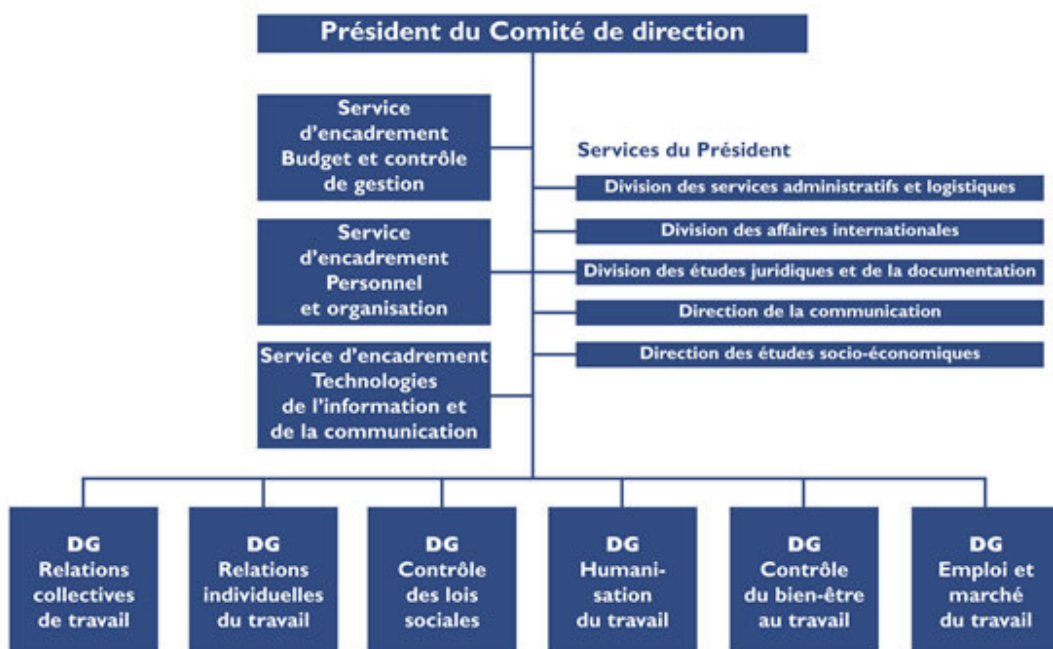 Président du Comité de direction
Service
d'encadrement
Budget et contrôle
de gestion
Service
d'encadrement
Personnel
et organisation
Service d'encadrement
Technologies
de l'information et
de la communication
Services du Président
Division des services administratifs et logistiques
Division des affaires internationales
Division des études juridiques et de la documentation
Direction de la communication
Direction des études socio-économiques
DG
Relations
collectives
de travail
DG
Relations
individuelles
du travail
DG
Contrôle
des lois
sociales
DG
Humani-
sation
du travail
DG
Contrôle
du bien-être
au travail
DG
Emploi et
marché
du travail